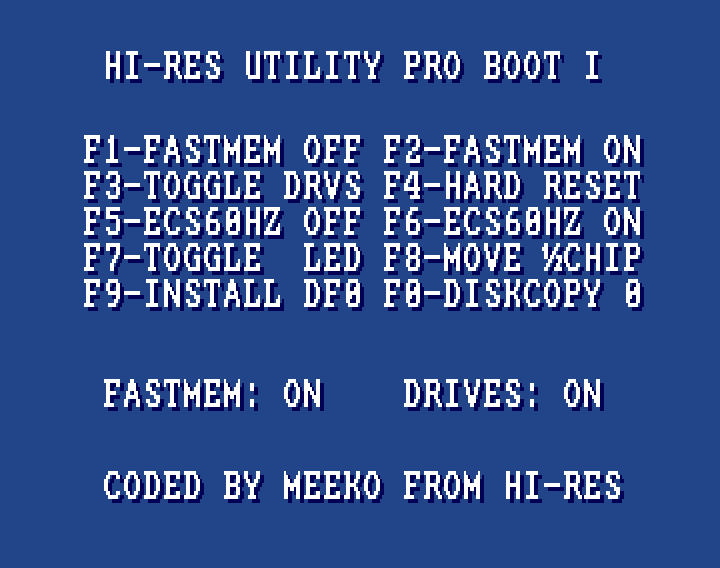 HI-RES UTILITY PRO BOOT I
F1-FASTMEM OFF F2-FASTMEM ON
F3-TOGGLE DRVS F4-HARD RESET
F5-ECS60HZ OFF F6-ECS60HZ ON
F7-TOGGLE  LED F8-MOVE ½CHIP
F9-INSTALL DF0 F0-DISKCOPY 0
FASTMEM: ON    DRIVES: ON
CODED BY MEEKO FROM HI-RES